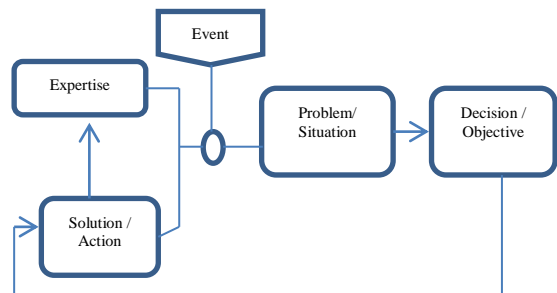 Event
Expertise
Problem/
Situation
Decision /
Objective
Solution /
Action